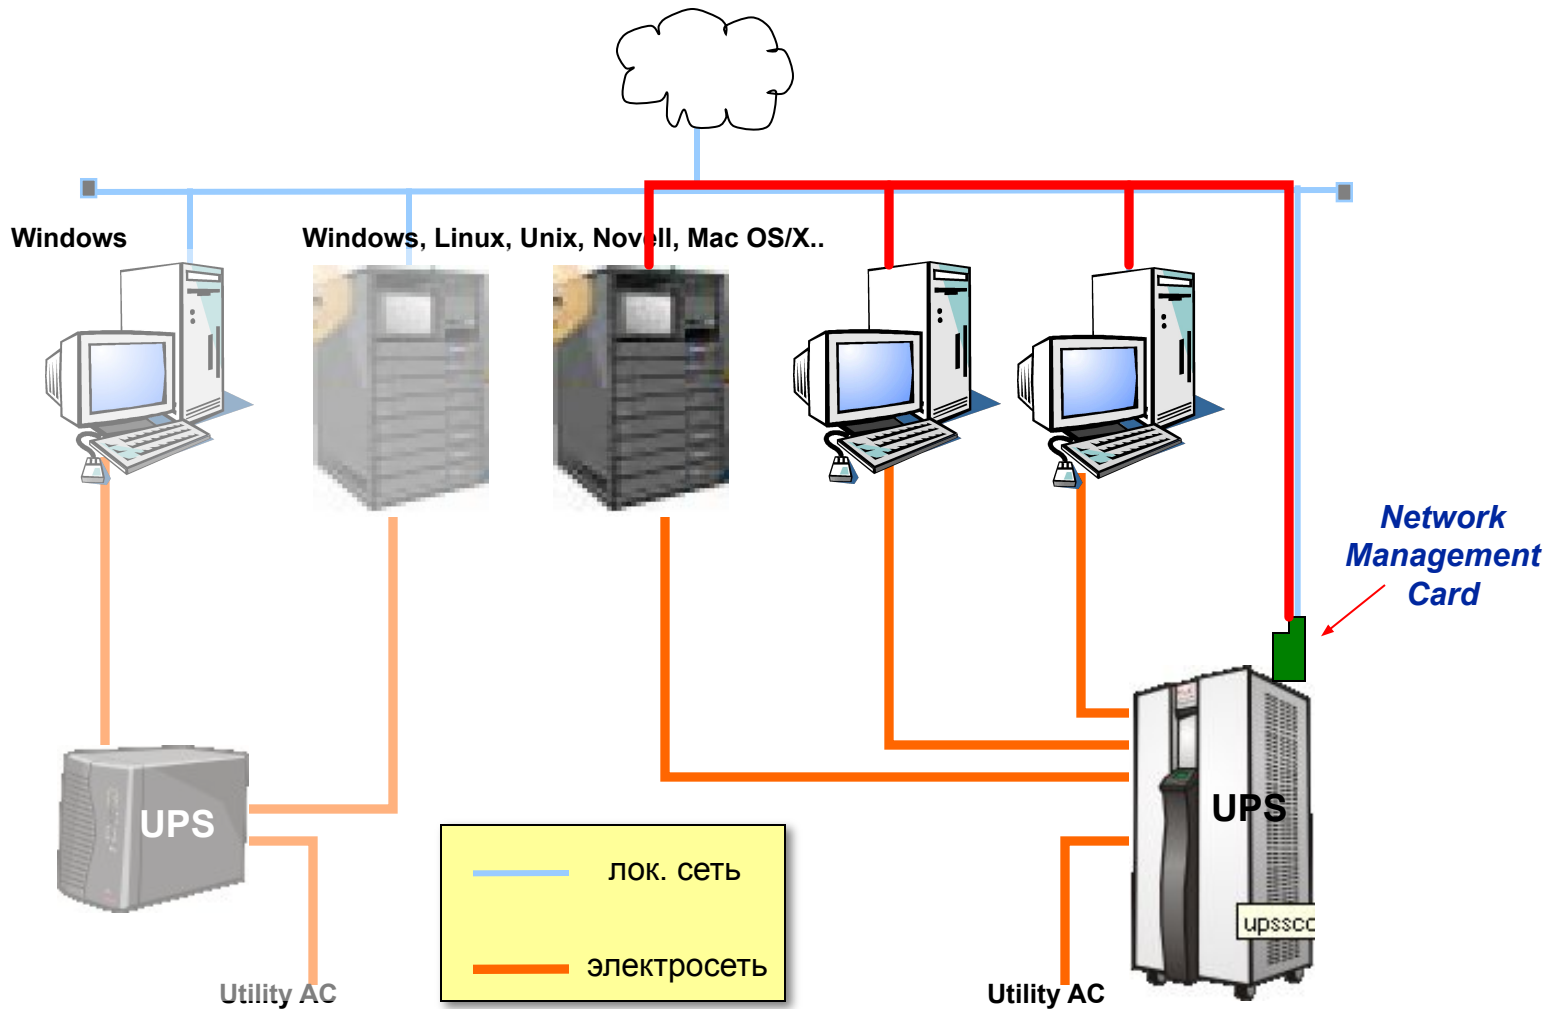 Windows
Windows, Linux, Unix, Novell, Mac OS/X..
Network
Management
Card
UPS
UPS
лок. сеть
upssco
электросеть
Utility AC
Utility AC